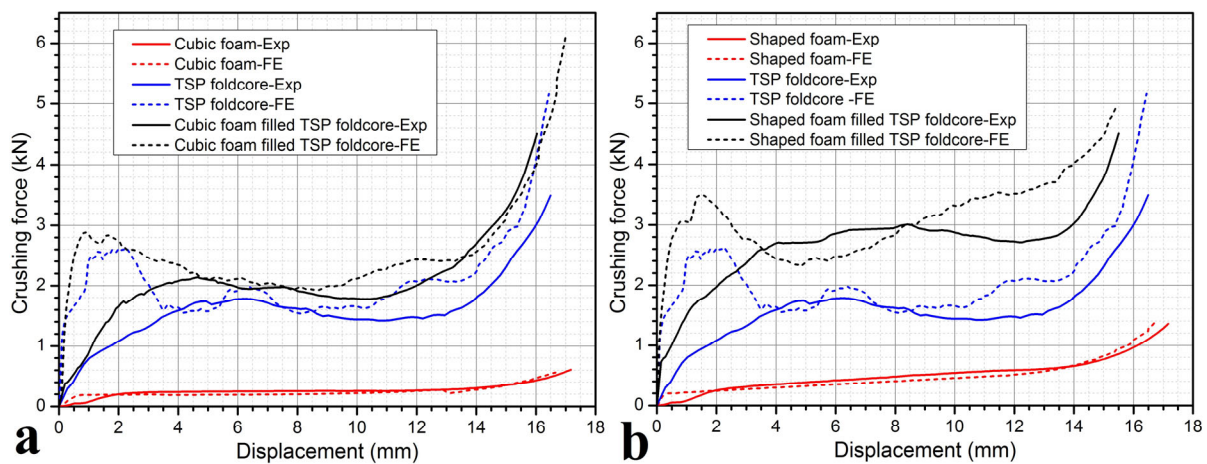 Cubic foam-Exp
Cubic foam-FE
TSP foldcore-Exp
TSP foldcore-FE
Cubic foam filled TSP foldcore-Exp
Cubic foam filled TSP foldcore-FE
Crushing force (kN)
6
5
4
3
2
1
0
0 2 4 6 8 10 12 14 16 18
Displacement (mm)
a
Shaped foam-Exp
Shaped foam-FE
TSP foldcore-Exp
TSP foldcore -FE
Shaped foam filled TSP foldcore-Exp
Shaped foam filled TSP foldcore-FE
Crushing force (kN)
6
5
4
3
2
1
0
0 2 4 6 8 10 12 14 16 18
Displacement (mm)
b